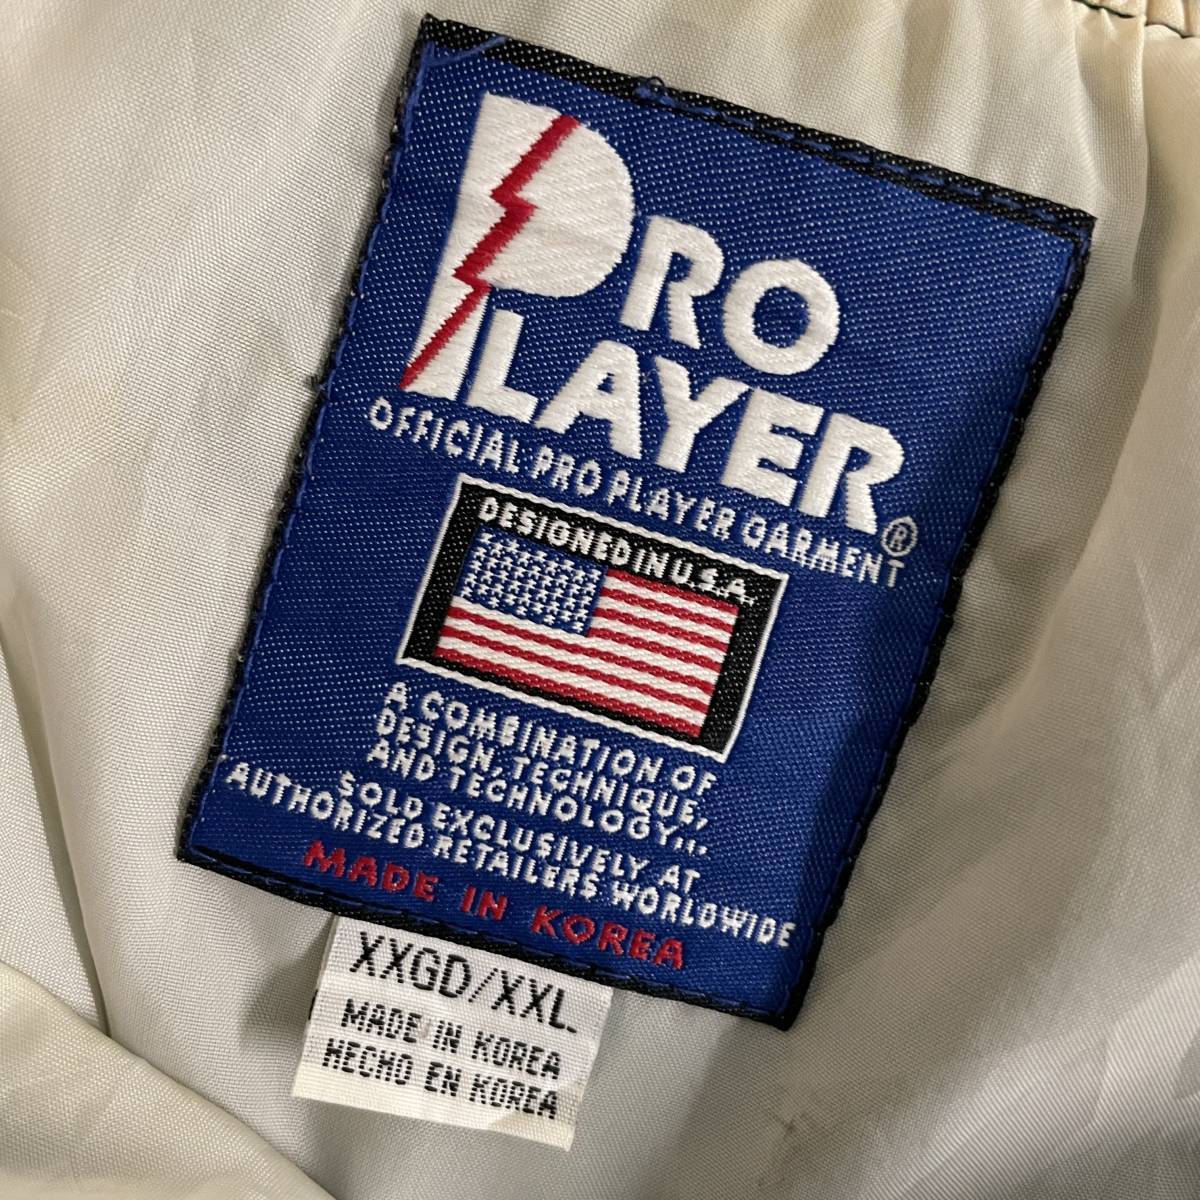 PRO
PLAYER®
OFFICIAL PRO PLAYER GARMENT
DESIGNED IN U.S.A.
A COMBINATION OF
DESIGN, TECHNIQUE,
AND TECHNOLOGY...
SOLD EXCLUSIVELY AT
AUTHORIZED RETAILERS WORLDWIDE
MADE IN KOREA
XXGD/XXL
MADE IN KOREA
HECHO EN KOREA